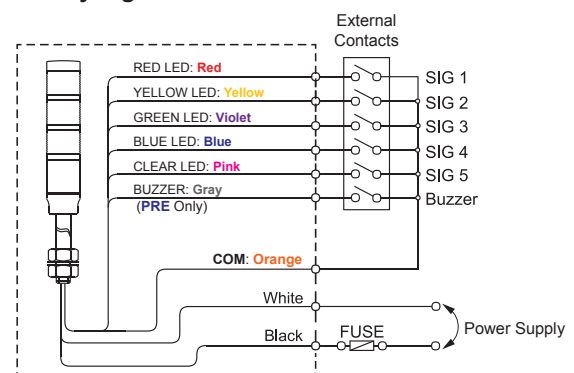 External
Contacts
RED LED: Red
SIG 1
YELLOW LED: Yellow
SIG 2
GREEN LED: Violet
SIG 3
BLUE LED: Blue
SIG 4
CLEAR LED: Pink
SIG 5
BUZZER: Gray
(PRE Only)
Buzzer
COM: Orange
White
Black
FUSE
Power Supply